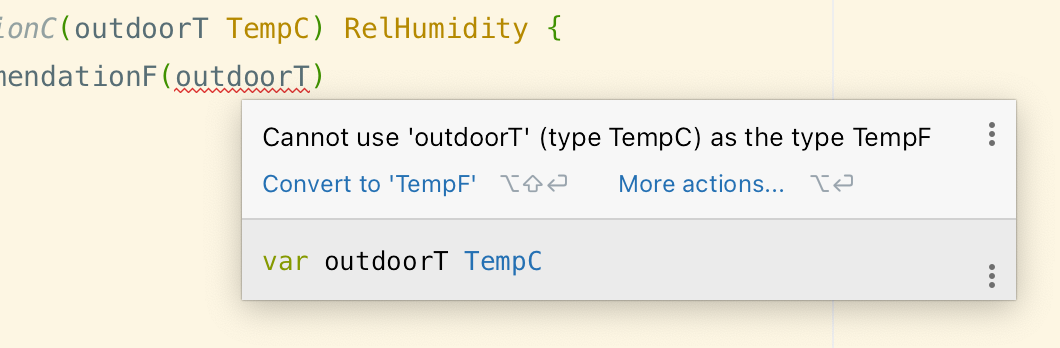 ionC(outdoorT TempC) RelHumidity {
mendationF(outdoorT)
Cannot use 'outdoorT' (type TempC) as the type TempF
Convert to 'TempF' ⌥⇧⏎ More actions... ⌥⏎
var outdoorT TempC